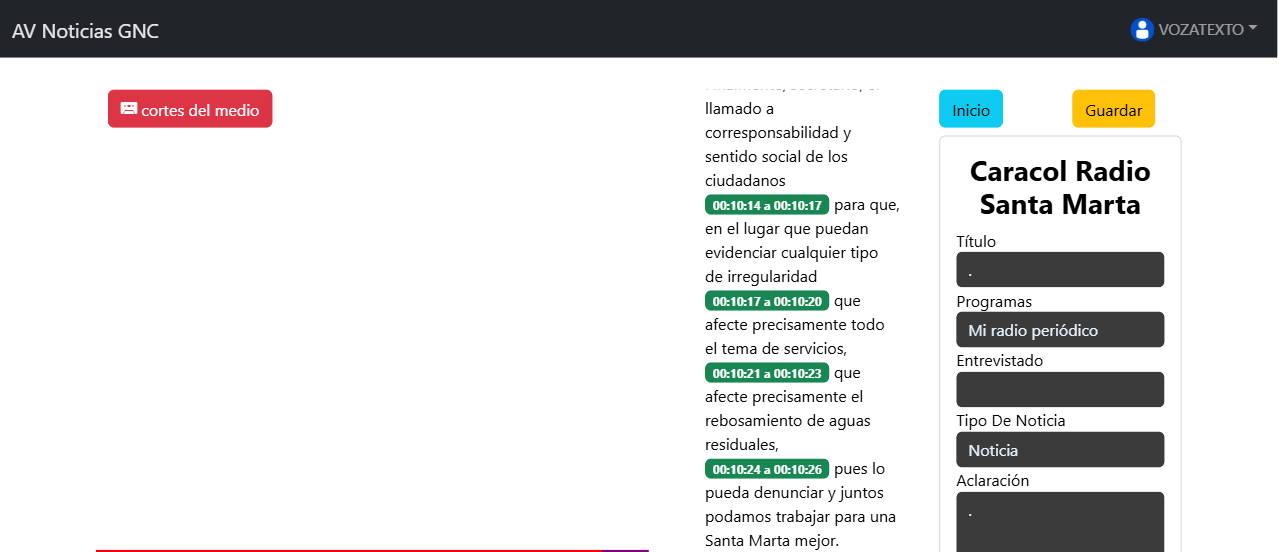 AV Noticias GNC
VOZATEXTO
cortes del medio
llamado a
corresponsabilidad y
sentido social de los
ciudadanos
00:10:14 a 00:10:17 para que,
en el lugar que puedan
evidenciar cualquier tipo
de irregularidad
00:10:17 a 00:10:20 que
afecte precisamente todo
el tema de servicios,
00:10:21 a 00:10:23 que
afecte precisamente el
rebosamiento de aguas
residuales,
00:10:24 a 00:10:26 pues lo
pueda denunciar y juntos
podamos trabajar para una
Santa Marta mejor.
Inicio
Guardar
Caracol Radio
Santa Marta
Título
.
Programas
Mi radio periódico
Entrevistado
Tipo De Noticia
Noticia
Aclaración
.